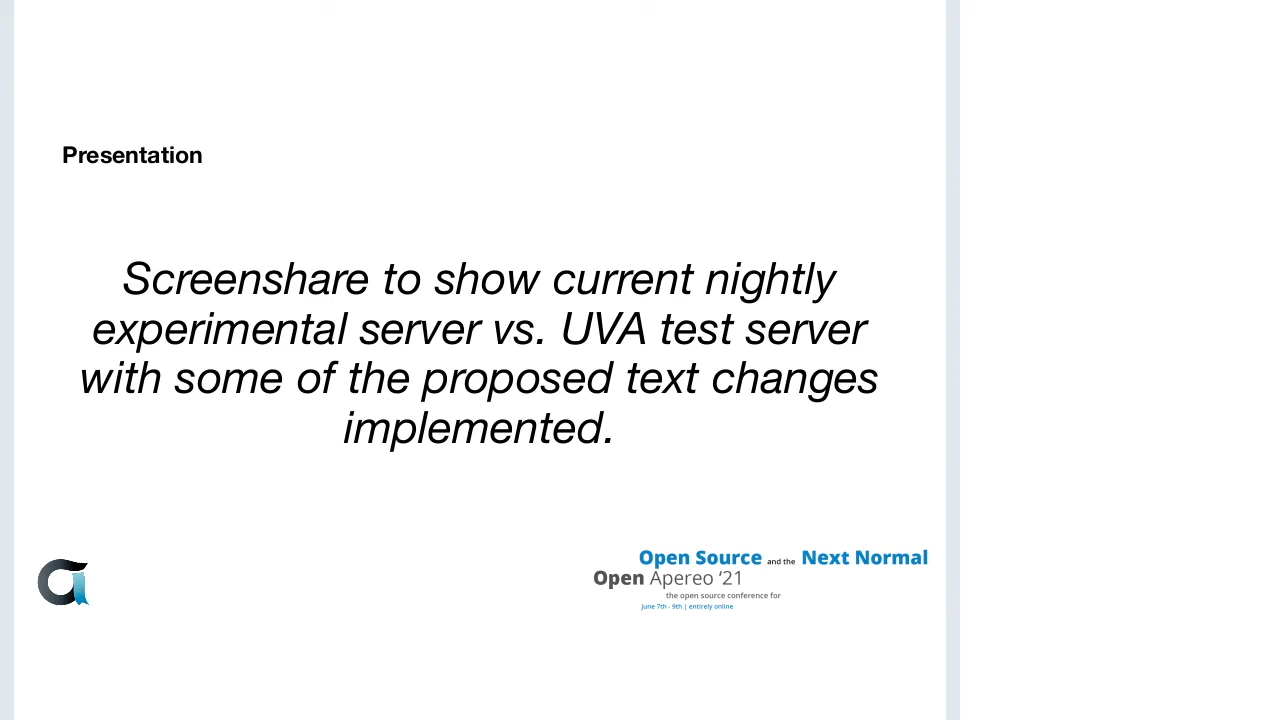 Presentation
Screenshare to show current nightly
experimental server vs. UVA test server
with some of the proposed text changes
implemented.
Open Source and the Next Normal
Open Apereo ‘21
the open source conference for
June 7th - 9th | entirely online